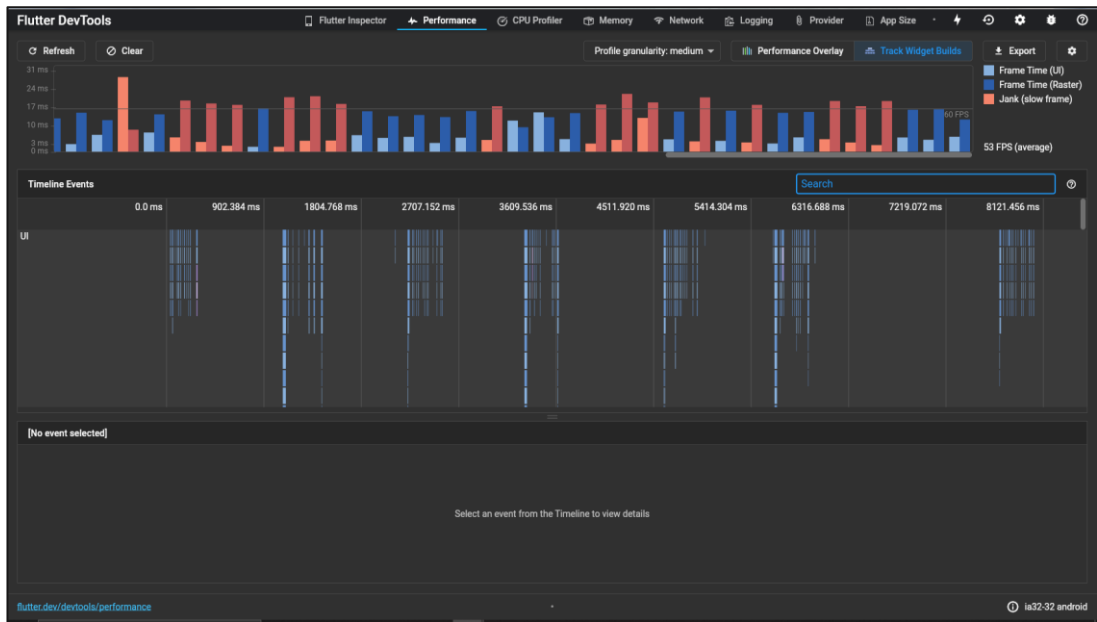 Flutter DevTools
Flutter Inspector
Performance
CPU Profiler
Memory
Network
Logging
Provider
App Size
Refresh
Clear
Profile granularity: medium
Performance Overlay
Track Widget Builds
Export
31 ms
24 ms
17 ms
10 ms
3 ms
0 ms
60 FPS
Frame Time (UI)
Frame Time (Raster)
Jank (slow frame)
53 FPS (average)
Timeline Events
Search
0.0 ms 902.384 ms 1804.768 ms 2707.152 ms 3609.536 ms 4511.920 ms 5414.304 ms 6316.688 ms 7219.072 ms 8121.456 ms
UI
[No event selected]
Select an event from the Timeline to view details
flutter.dev/devtools/performance
ia32-32 android